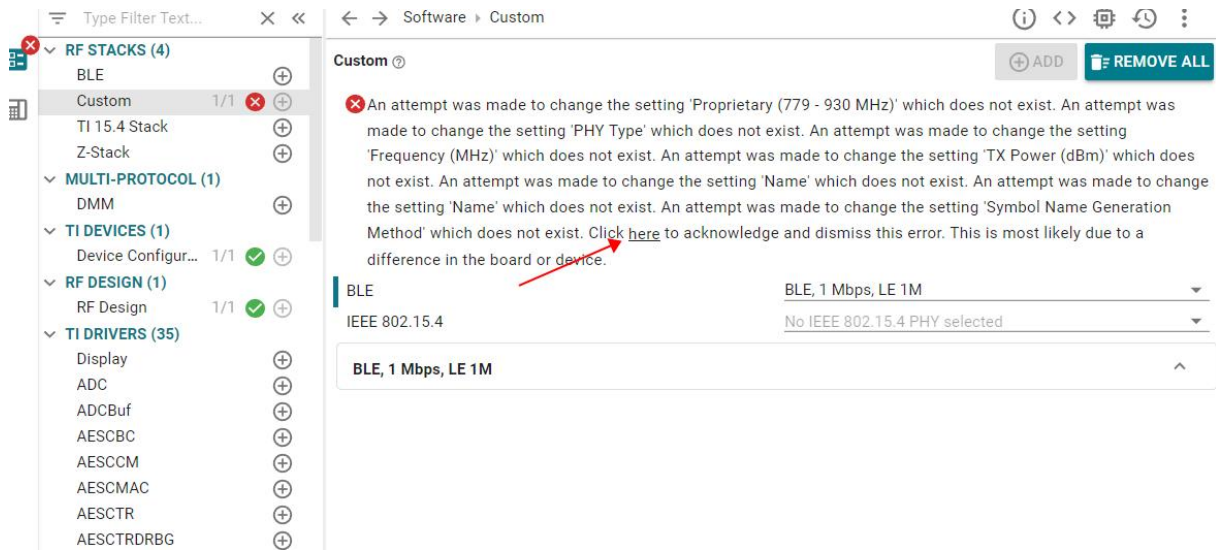 Type Filter Text...
Software Custom
RF STACKS (4)
BLE
Custom 1/1
TI 15.4 Stack
Z-Stack
MULTI-PROTOCOL (1)
DMM
TI DEVICES (1)
Device Configur... 1/1
RF DESIGN (1)
RF Design 1/1
TI DRIVERS (35)
Display
ADC
ADCBuf
AESCBC
AESCCM
AESCMAC
AESCTR
AESCTRDRBG
Custom
ADD
REMOVE ALL
An attempt was made to change the setting 'Proprietary (779 - 930 MHz)' which does not exist. An attempt was
made to change the setting 'PHY Type' which does not exist. An attempt was made to change the setting
'Frequency (MHz)' which does not exist. An attempt was made to change the setting 'TX Power (dBm)' which does
not exist. An attempt was made to change the setting 'Name' which does not exist. An attempt was made to change
the setting 'Name' which does not exist. An attempt was made to change the setting 'Symbol Name Generation
Method' which does not exist. Click here to acknowledge and dismiss this error. This is most likely due to a
difference in the board or device.
BLE BLE, 1 Mbps, LE 1M
IEEE 802.15.4 No IEEE 802.15.4 PHY selected
BLE, 1 Mbps, LE 1M